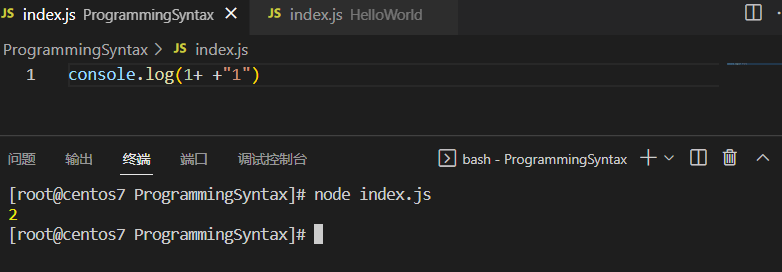 JS index.js ProgrammingSyntax × JS index.js HelloWorld
ProgrammingSyntax > JS index.js
1 console.log(1+ +"1")
问题 输出 终端 端口 调试控制台 bash - ProgrammingSyntax
[root@centos7 ProgrammingSyntax]# node index.js
2
[root@centos7 ProgrammingSyntax]#